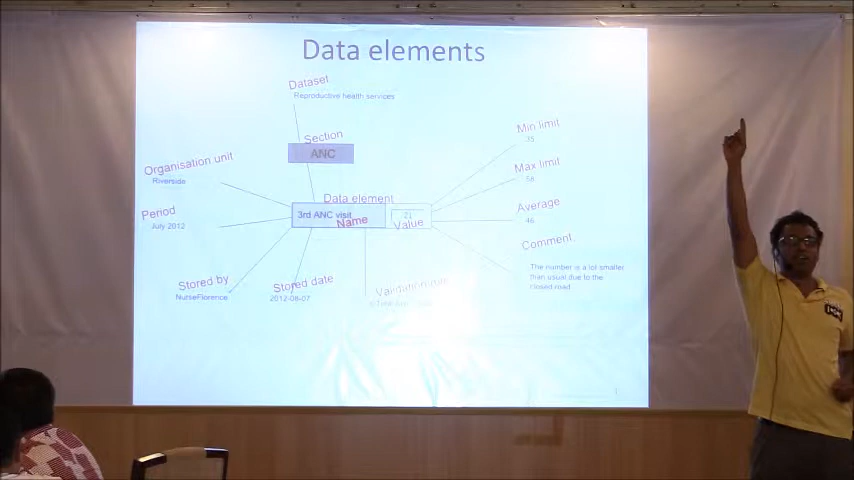 Data elements
Dataset
Reproductive health services
Section
ANC
Min limit
35
Max limit
58
Organisation unit
Riverside
Data element
Average
46
Period
July 2012
3rd ANC visit
Name
21
Value
Comment
The number is a lot smaller
than usual due to the
closed road
Stored by
NurseFlorence
Stored date
2012-08-07
1